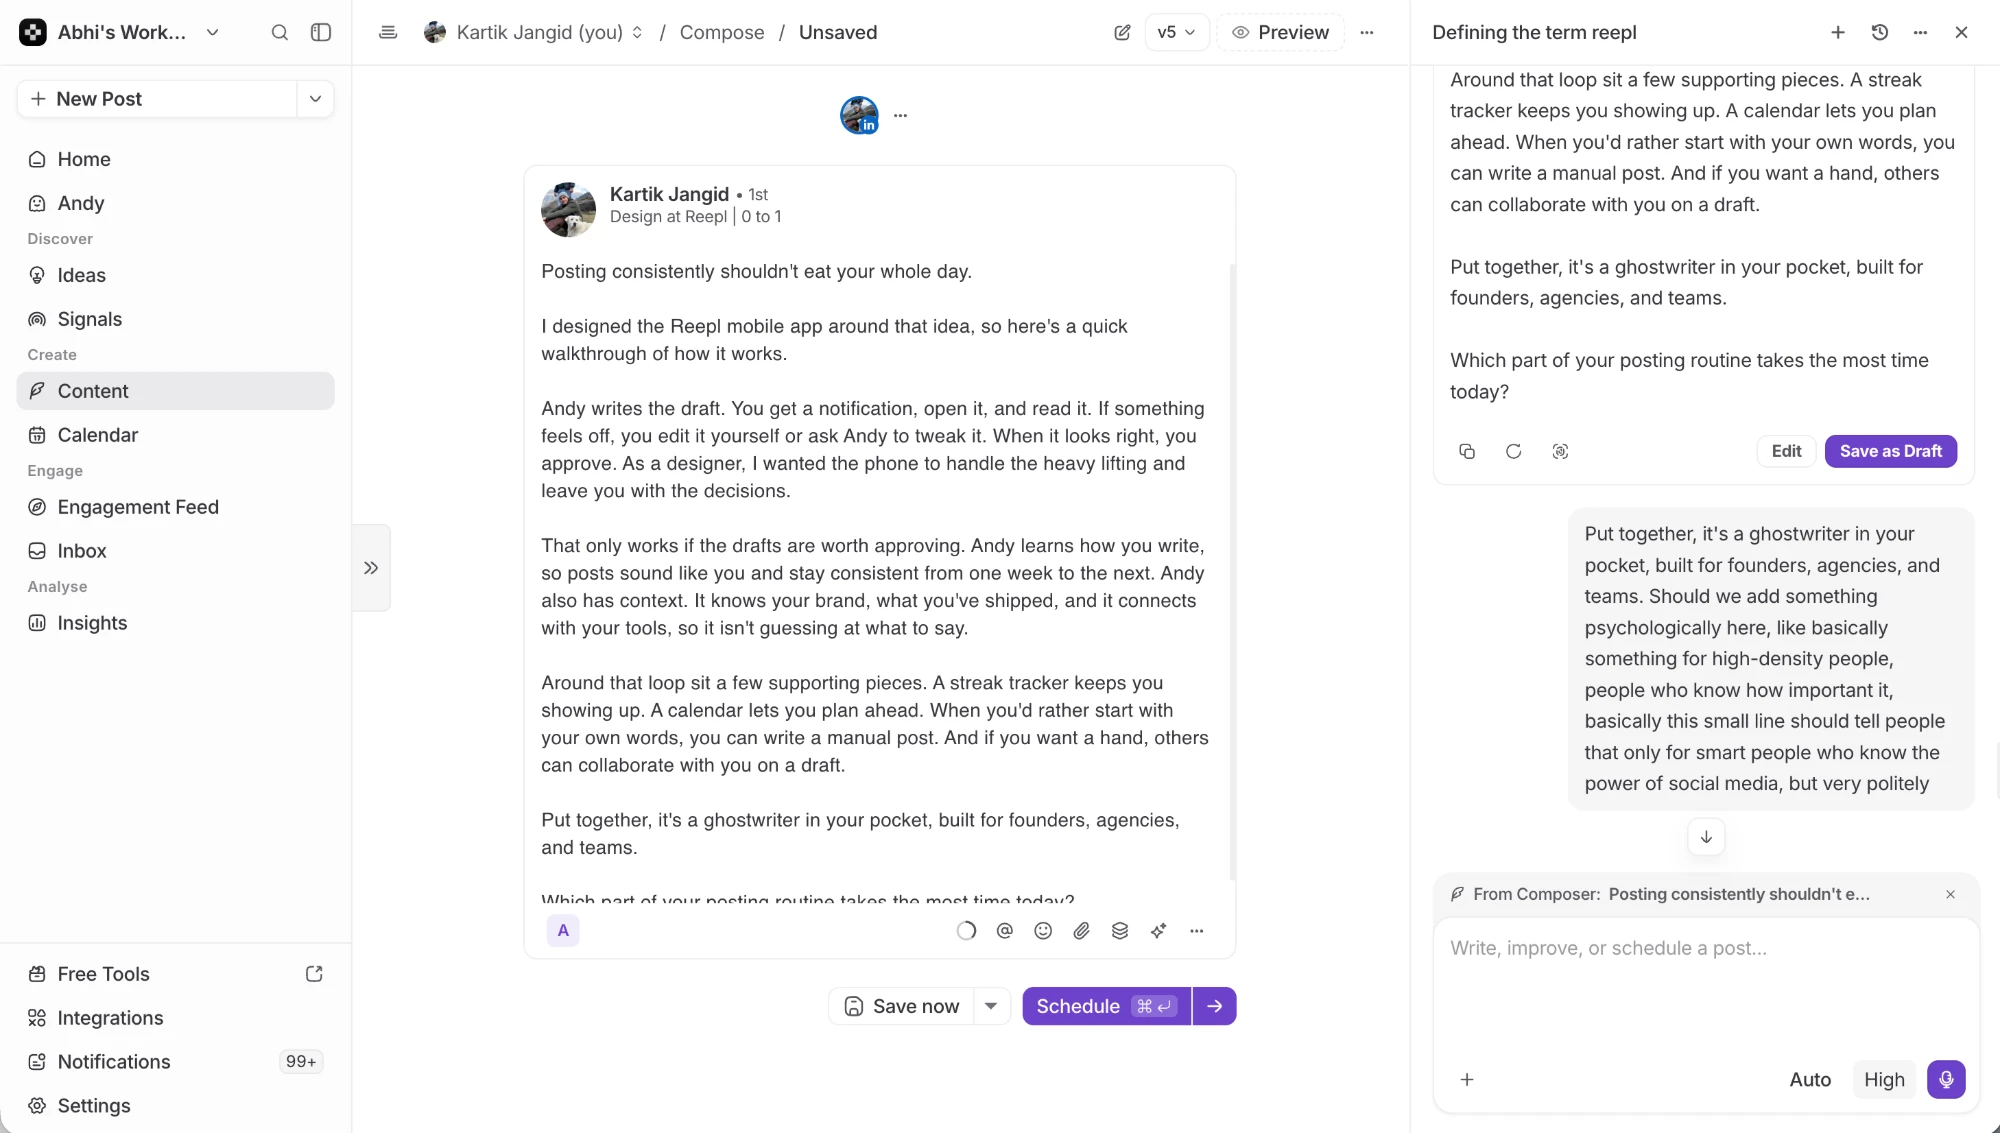 Abhi's Work...
New Post
Home
Andy
Discover
Ideas
Signals
Create
Content
Calendar
Engage
Engagement Feed
Inbox
Analyse
Insights
Free Tools
Integrations
Notifications
99+
Settings
Kartik Jangid (you) / Compose / Unsaved
v5
Preview
in
Kartik Jangid • 1st
Design at Reepl | 0 to 1
Posting consistently shouldn't eat your whole day.
I designed the Reepl mobile app around that idea, so here's a quick
walkthrough of how it works.
Andy writes the draft. You get a notification, open it, and read it. If something
feels off, you edit it yourself or ask Andy to tweak it. When it looks right, you
approve. As a designer, I wanted the phone to handle the heavy lifting and
leave you with the decisions.
That only works if the drafts are worth approving. Andy learns how you write,
so posts sound like you and stay consistent from one week to the next. Andy
also has context. It knows your brand, what you've shipped, and it connects
with your tools, so it isn't guessing at what to say.
Around that loop sit a few supporting pieces. A streak tracker keeps you
showing up. A calendar lets you plan ahead. When you'd rather start with
your own words, you can write a manual post. And if you want a hand, others
can collaborate with you on a draft.
Put together, it's a ghostwriter in your pocket, built for founders, agencies,
and teams.
Which part of your posting routine takes the most time today?
A
Save now
Schedule ⌘ ↵
Defining the term reepl
Around that loop sit a few supporting pieces. A streak
tracker keeps you showing up. A calendar lets you plan
ahead. When you'd rather start with your own words, you
can write a manual post. And if you want a hand, others
can collaborate with you on a draft.
Put together, it's a ghostwriter in your pocket, built for
founders, agencies, and teams.
Which part of your posting routine takes the most time
today?
Edit
Save as Draft
Put together, it's a ghostwriter in your
pocket, built for founders, agencies, and
teams. Should we add something
psychologically here, like basically
something for high-density people,
people who know how important it,
basically this small line should tell people
that only for smart people who know the
power of social media, but very politely
From Composer: Posting consistently shouldn't e...
Write, improve, or schedule a post...
Auto
High